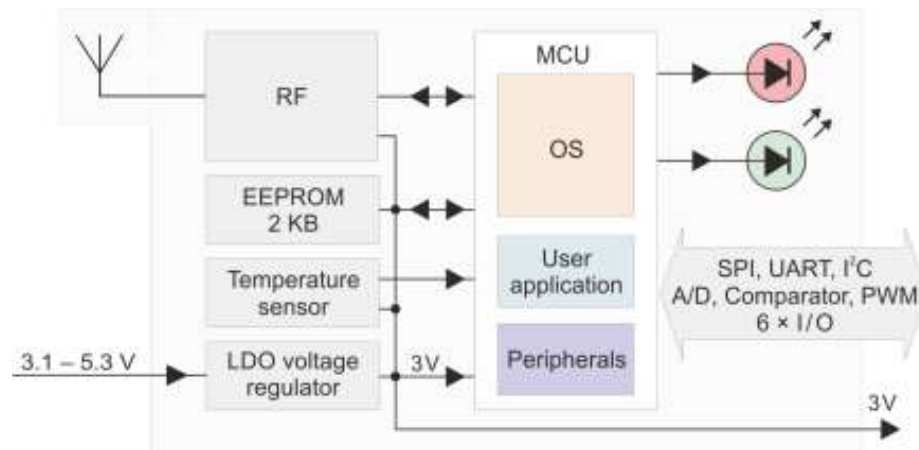 MCU
RF
OS
EEPROM
2 KB
Temperature
sensor
User
application
SPI, UART, I²C
A/D, Comparator, PWM
6 × I/O
3.1 – 5.3 V
LDO voltage
regulator
3V
Peripherals
3V